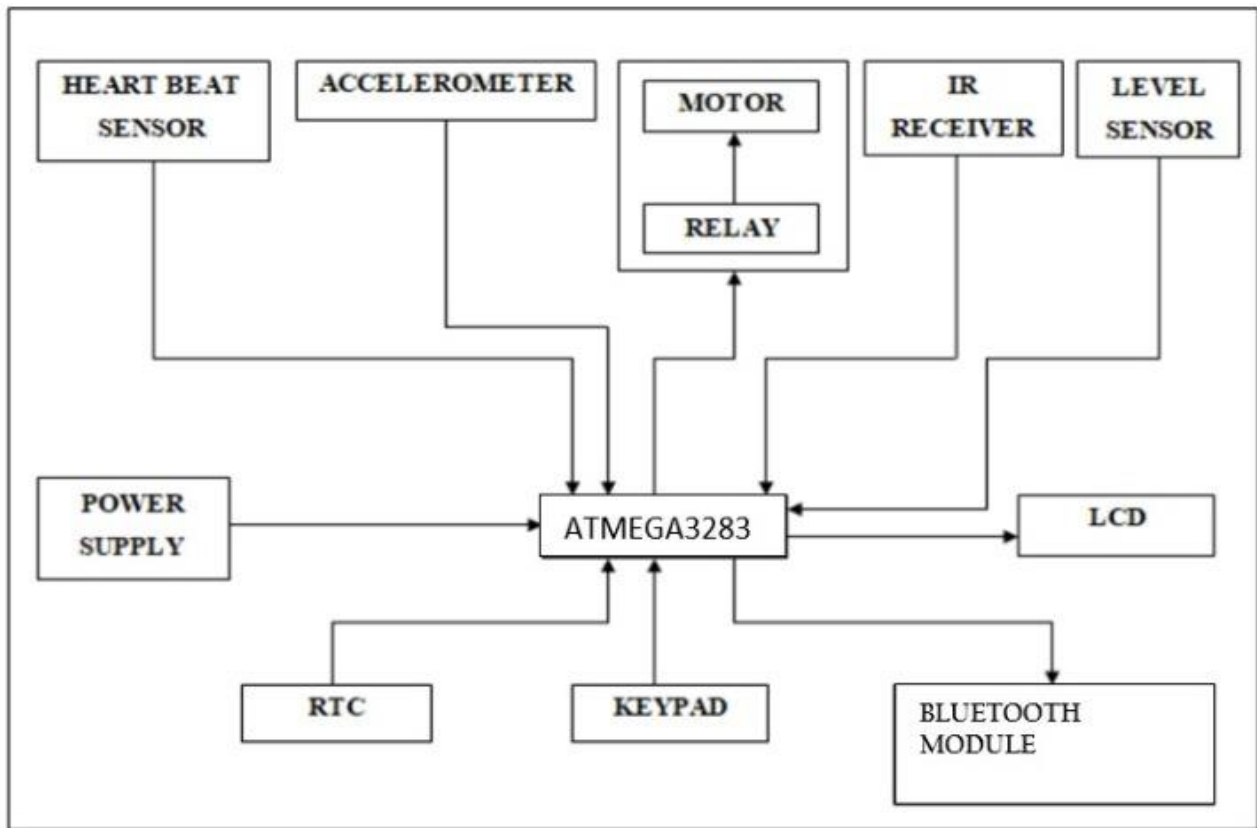 HEART BEAT
SENSOR
ACCELEROMETER
MOTOR
RELAY
IR
RECEIVER
LEVEL
SENSOR
POWER
SUPPLY
ATMEGA3283
LCD
RTC
KEYPAD
BLUETOOTH
MODULE